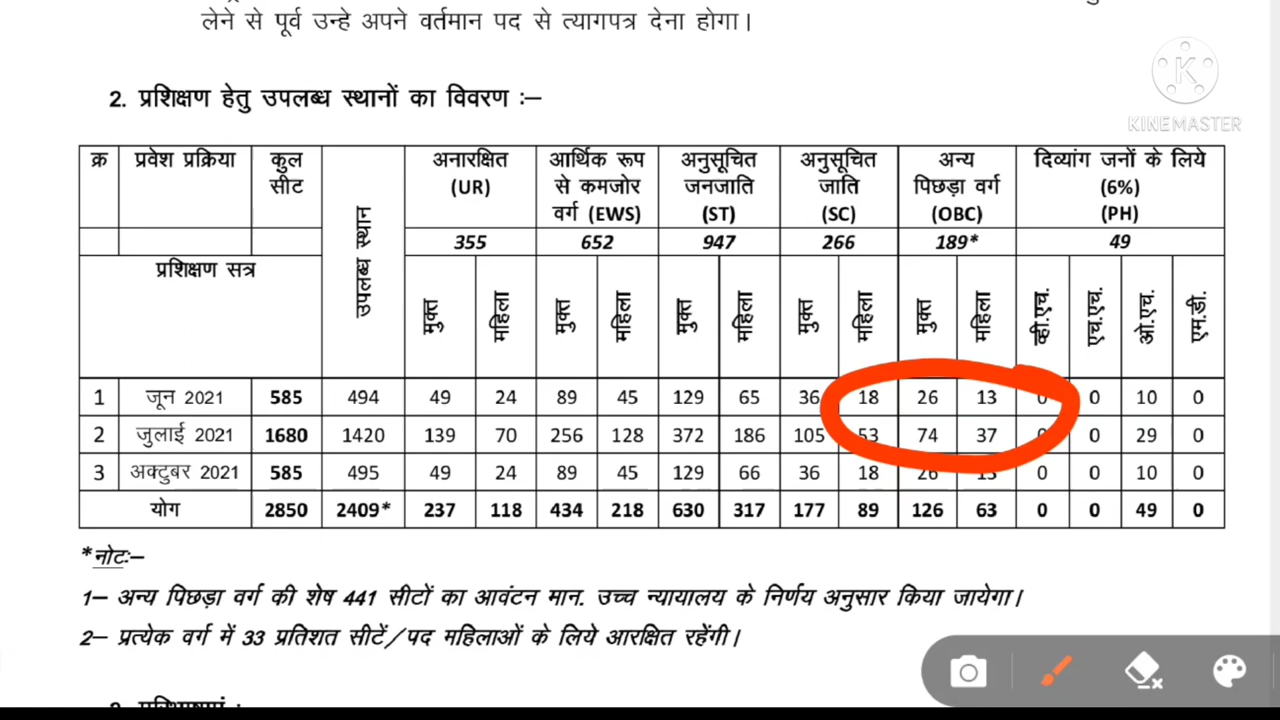 लेने से पूर्व उन्हे अपने वर्तमान पद से त्यागपत्र देना होगा।
2. प्रशिक्षण हेतु उपलब्ध स्थानों का विवरण :–
KINEMASTER
क्र प्रवेश प्रक्रिया कुल सीट उपलब्ध स्थान अनारक्षित (UR) आर्थिक रूप से कमजोर वर्ग (EWS) अनुसूचित जनजाति (ST) अनुसूचित जाति (SC) अन्य पिछड़ा वर्ग (OBC) दिव्यांग जनों के लिये (6%) (PH)
355 652 947 266 189* 49
प्रशिक्षण सत्र मुक्त महिला मुक्त महिला मुक्त महिला मुक्त महिला मुक्त महिला व्ही.एच. एच.एच. ओ.एच. एम.डी.
1 जून 2021 585 494 49 24 89 45 129 65 36 18 26 13 0 0 10 0
2 जुलाई 2021 1680 1420 139 70 256 128 372 186 105 53 74 37 0 0 29 0
3 अक्टुबर 2021 585 495 49 24 89 45 129 66 36 18 26 13 0 0 10 0
योग 2850 2409* 237 118 434 218 630 317 177 89 126 63 0 0 49 0
*नोटः–
1– अन्य पिछड़ा वर्ग की शेष 441 सीटों का आवंटन मान. उच्च न्यायालय के निर्णय अनुसार किया जायेगा।
2– प्रत्येक वर्ग में 33 प्रतिशत सीटें/पद महिलाओं के लिये आरक्षित रहेंगी।